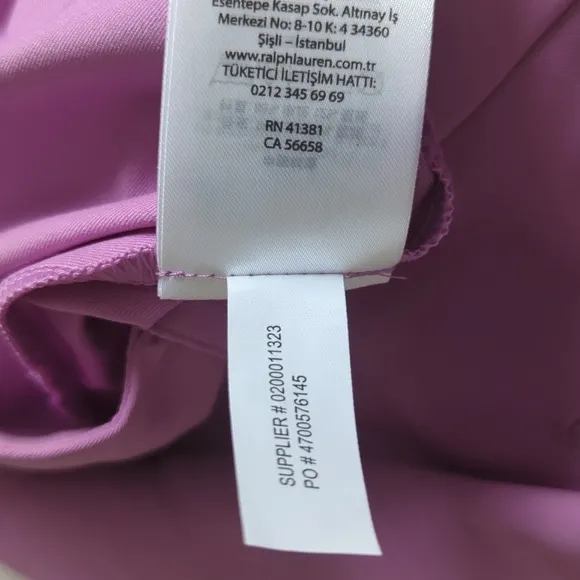 Esentepe Kasap Sok. Altınay İş
Merkezi No: 8-10 K: 4 34360
Şişli – İstanbul
www.ralphlauren.com.tr
TÜKETİCİ İLETİŞİM HATTI:
0212 345 69 69
RN 41381
CA 56658
SUPPLIER # 0200011323
PO # 4700576145